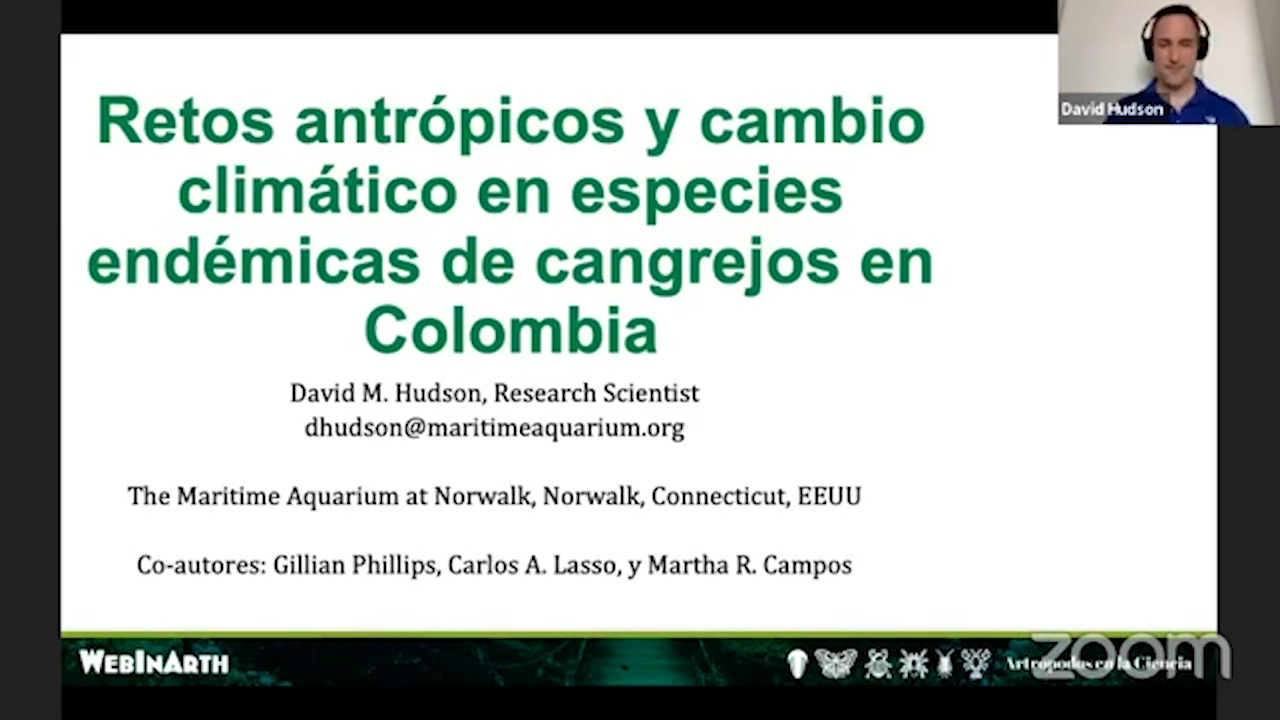 Retos antrópicos y cambio
climático en especies
endémicas de cangrejos en
Colombia
David Hudson
David M. Hudson, Research Scientist
dhudson@maritimeaquarium.org
The Maritime Aquarium at Norwalk, Norwalk, Connecticut, EEUU
Co-autores: Gillian Phillips, Carlos A. Lasso, y Martha R. Campos
WEBINARTH
Artrópodos en la Ciencia
zoom